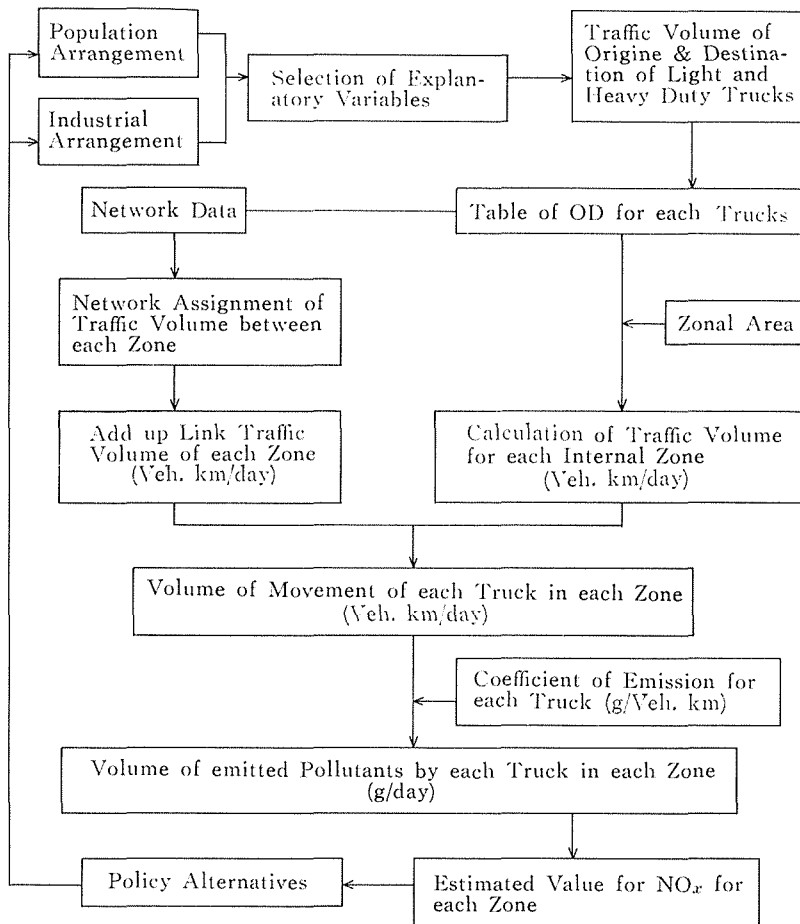 Population
Arrangement
Industrial
Arrangement
Selection of Explan-
atory Variables
Traffic Volume of
Origine & Destina-
tion of Light and
Heavy Duty Trucks
Network Data
Table of OD for each Trucks
Network Assignment of
Traffic Volume between
each Zone
Zonal Area
Add up Link Traffic
Volume of each Zone
(Veh. km/day)
Calculation of Traffic Volume
for each Internal Zone
(Veh. km/day)
Volume of Movement of each Truck in each Zone
(Veh. km/day)
Coefficient of Emission for
each Truck (g/Veh. km)
Volume of emitted Pollutants by each Truck in each Zone
(g/day)
Policy Alternatives
Estimated Value for NOx for
each Zone